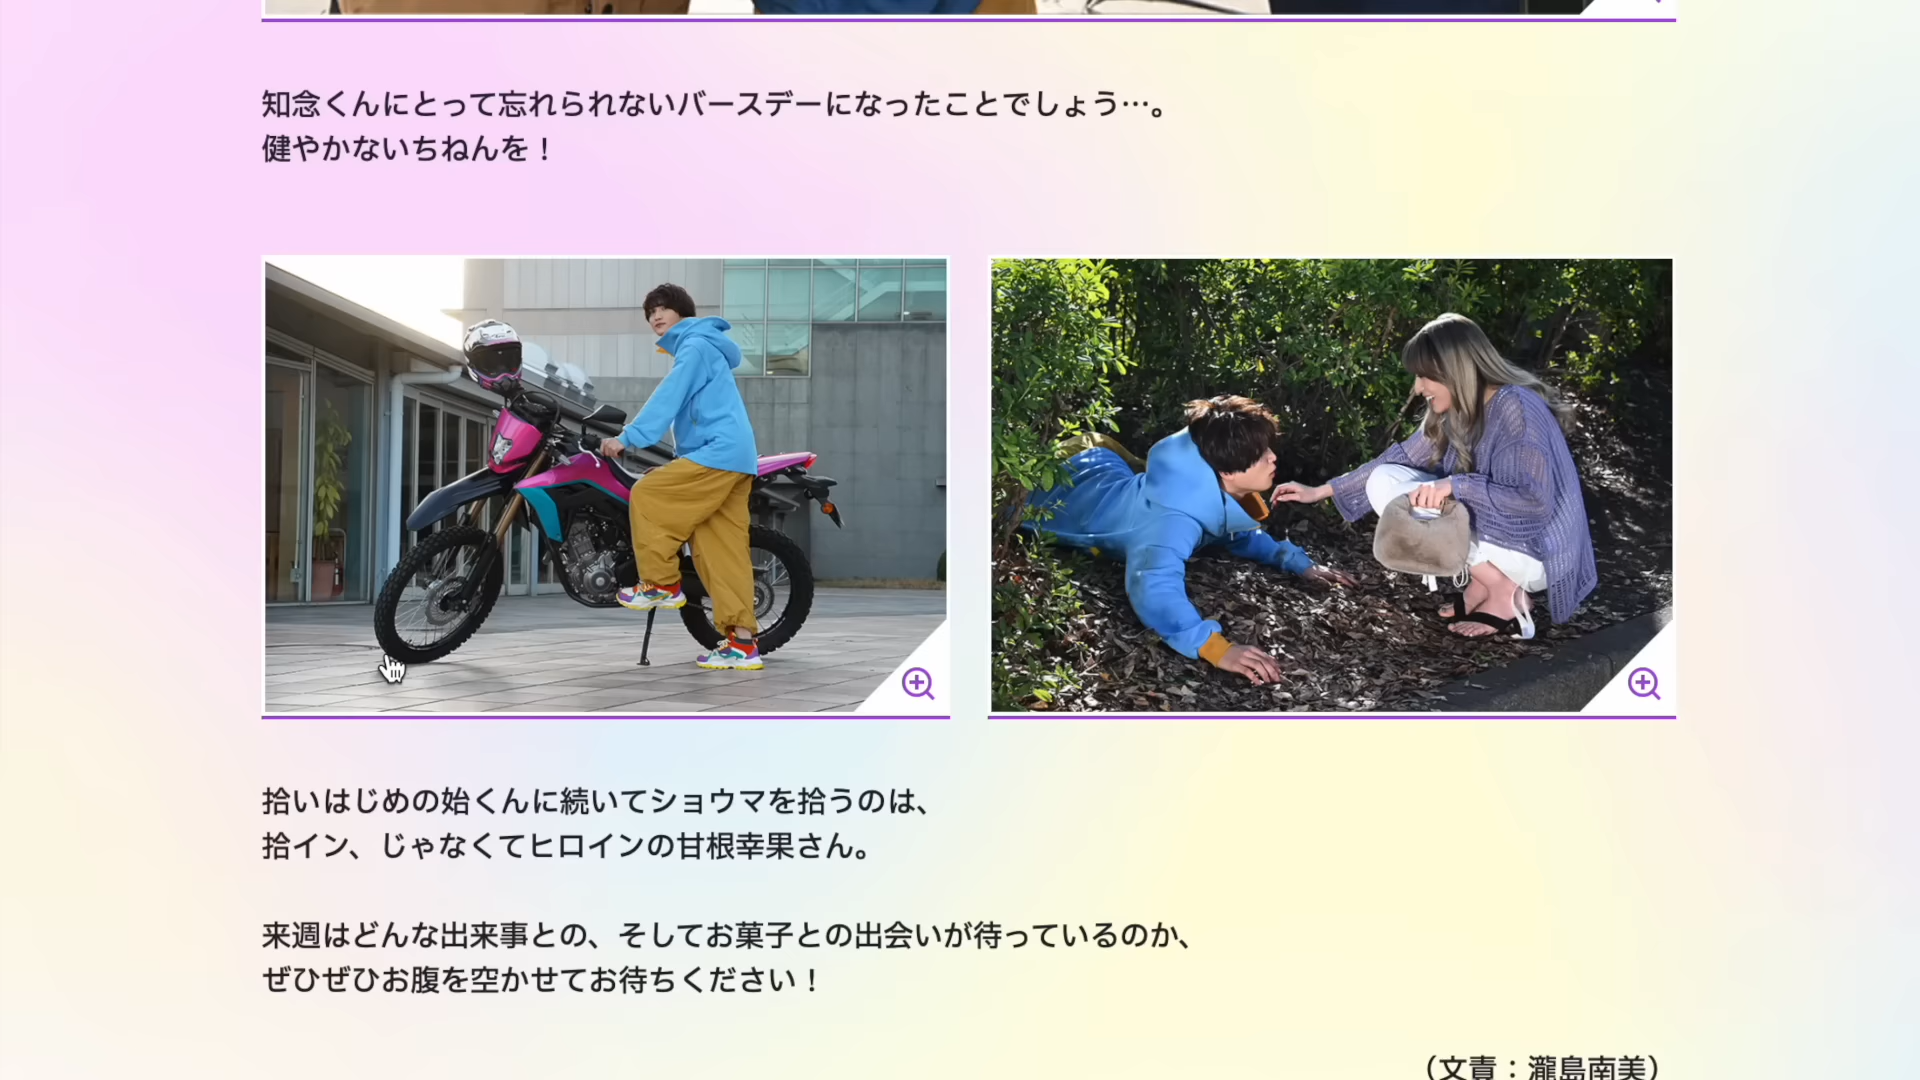 知念くんにとって忘れられないバースデーになったことでしょう…。
健やかないちねんを！
拾いはじめの始くんに続いてショウマを拾うのは、
拾イン、じゃなくてヒロインの甘根幸果さん。
来週はどんな出来事との、そしてお菓子との出会いが待っているのか、
ぜひぜひお腹を空かせてお待ちください！
（文責：瀧島南美）